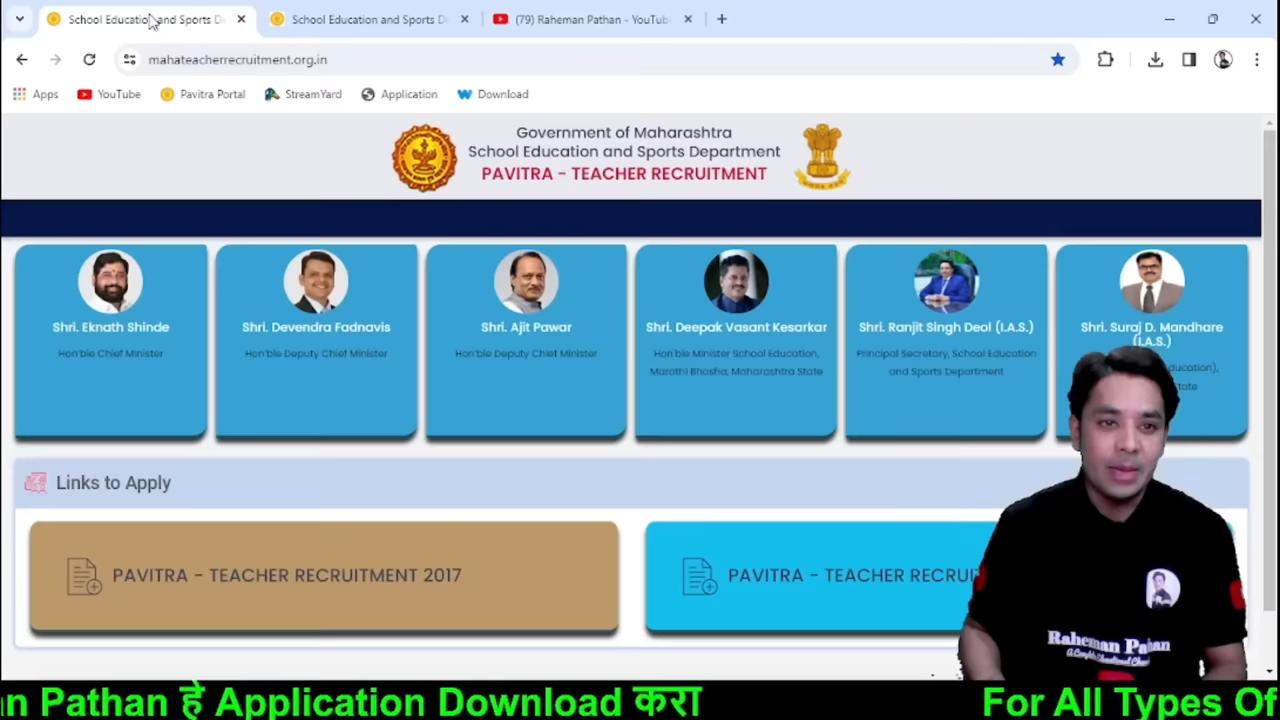 School Education and Sports D
School Education and Sports D
(79) Raheman Pathan - YouTub
mahateacherrecruitment.org.in
Apps
YouTube
Pavitra Portal
StreamYard
Application
Download
Government of Maharashtra
School Education and Sports Department
PAVITRA - TEACHER RECRUITMENT
Shri. Eknath Shinde
Hon'ble Chief Minister
Shri. Devendra Fadnavis
Hon'ble Deputy Chief Minister
Shri. Ajit Pawar
Hon'ble Deputy Chief Minister
Shri. Deepak Vasant Kesarkar
Hon'ble Minister School Education,
Marathi Bhasha, Maharashtra State
Shri. Ranjit Singh Deol (I.A.S.)
Principal Secretary, School Education
and Sports Department
Shri. Suraj D. Mandhare
(I.A.S.)
ducation),
tate
Links to Apply
PAVITRA - TEACHER RECRUITMENT 2017
PAVITRA - TEACHER RECRUI
Raheman Pathan
an Pathan हे Application Download करा
For All Types Of